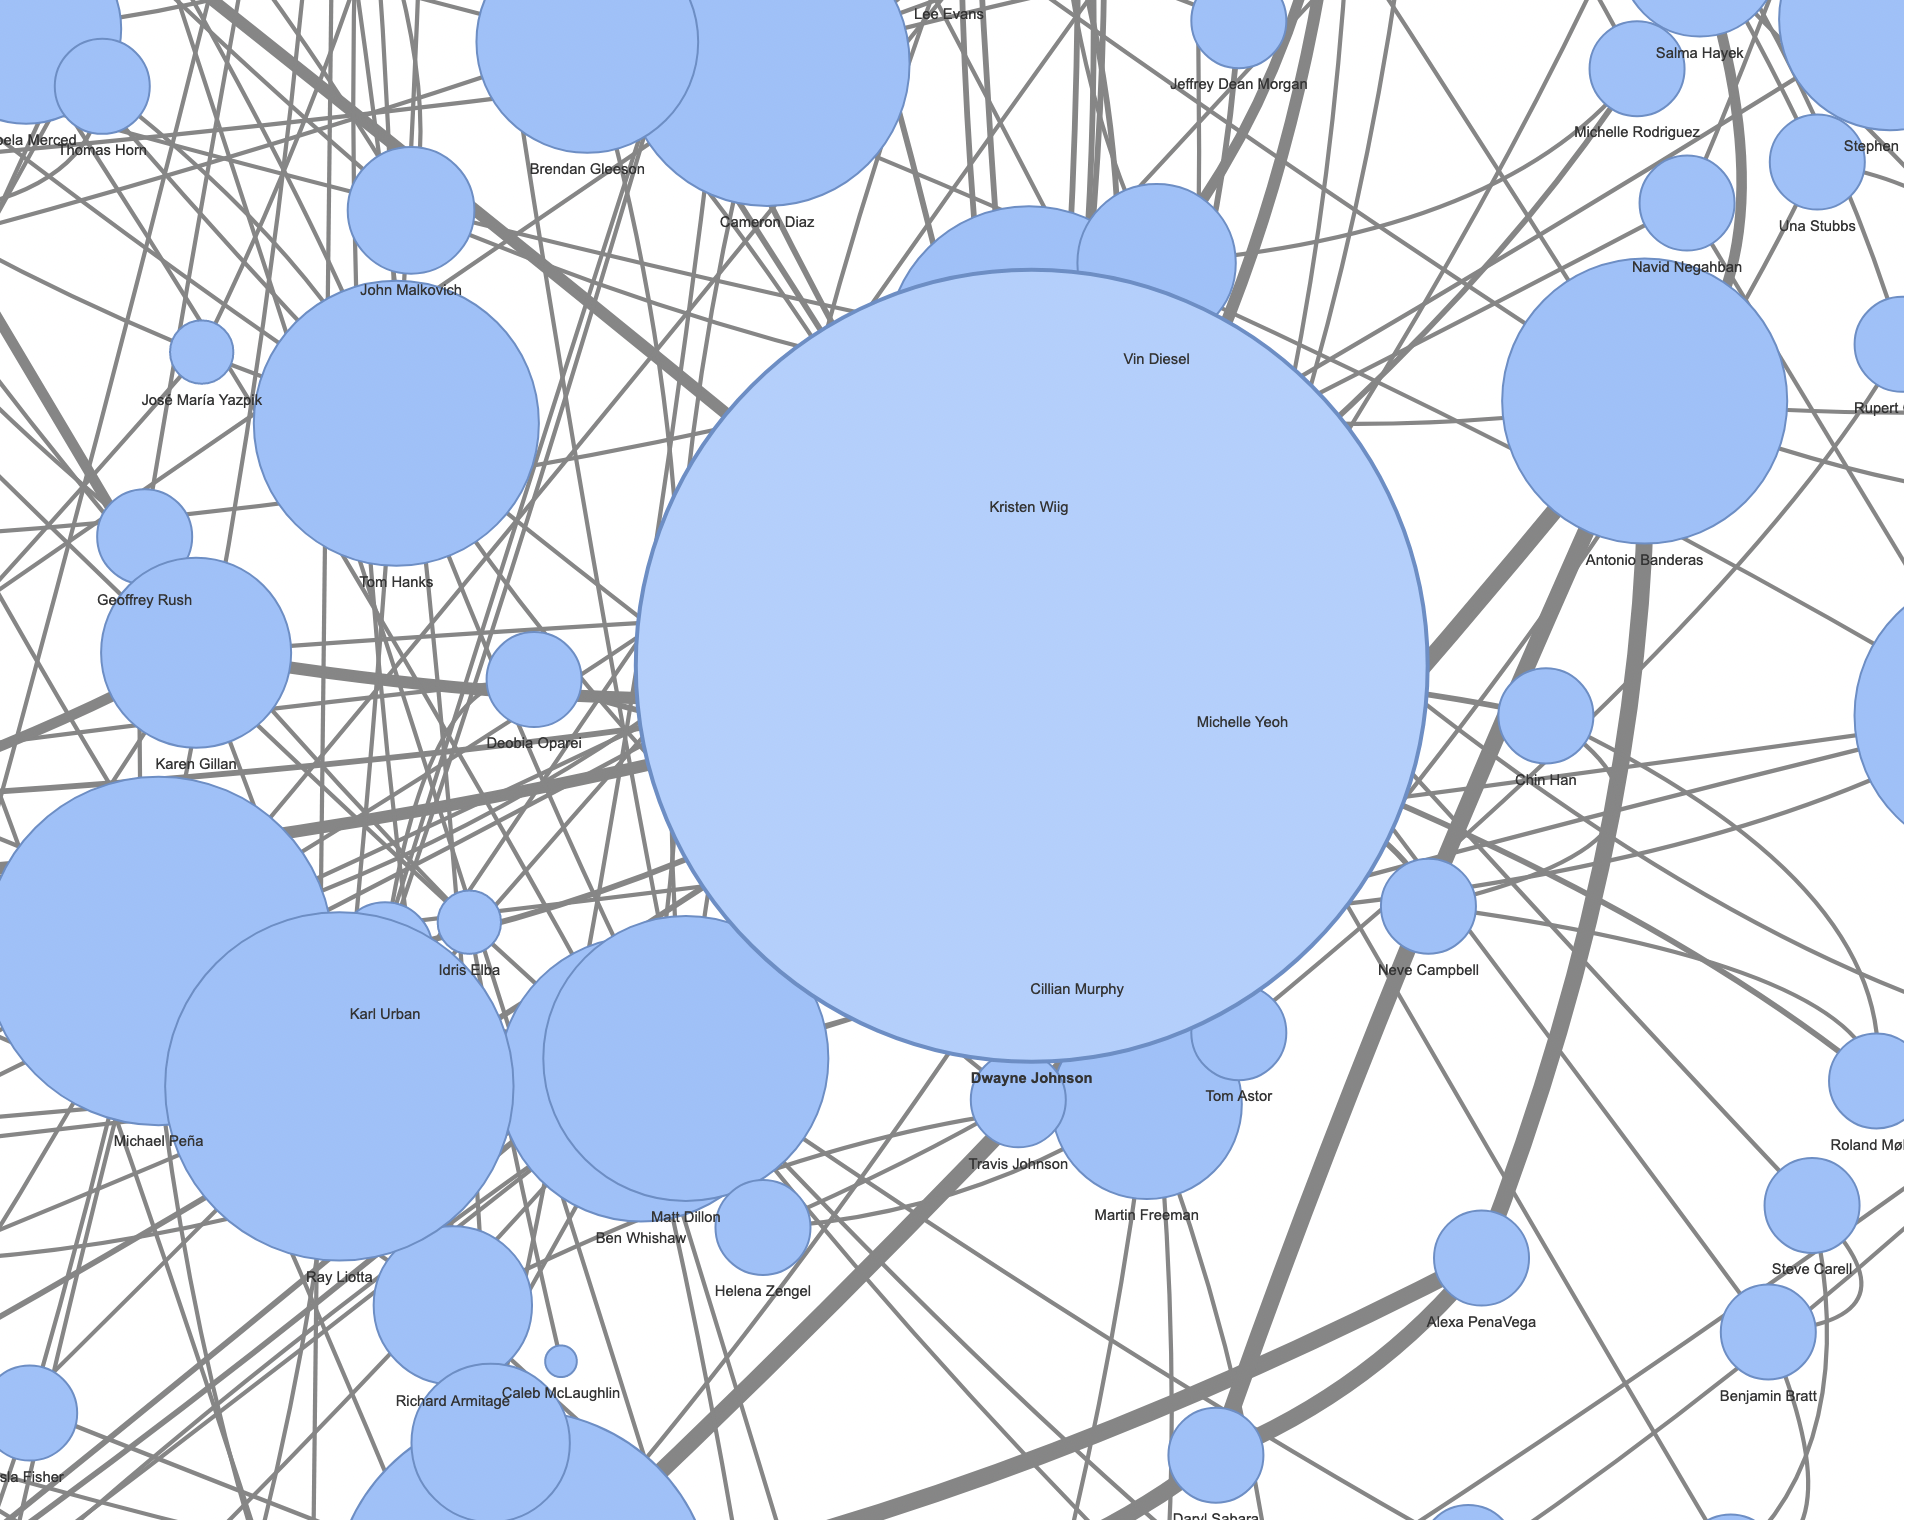 Lee Evans
Salma Hayek
Jeffrey Dean Morgan
Michelle Rodriguez
bela Merced
Thomas Horn
Stephen
Brendan Gleeson
Cameron Diaz
Una Stubbs
Navid Negahban
John Malkovich
Vin Diesel
José María Yazpik
Rupert
Kristen Wiig
Antonio Banderas
Tom Hanks
Geoffrey Rush
Michelle Yeoh
Deobia Oparei
Karen Gillan
Chin Han
Idris Elba
Neve Campbell
Cillian Murphy
Karl Urban
Dwayne Johnson
Tom Astor
Michael Peña
Roland Møl
Travis Johnson
Martin Freeman
Matt Dillon
Ben Whishaw
Steve Carell
Ray Liotta
Helena Zengel
Alexa PenaVega
Caleb McLaughlin
Benjamin Bratt
Richard Armitage
sla Fisher
Daryl Sabara